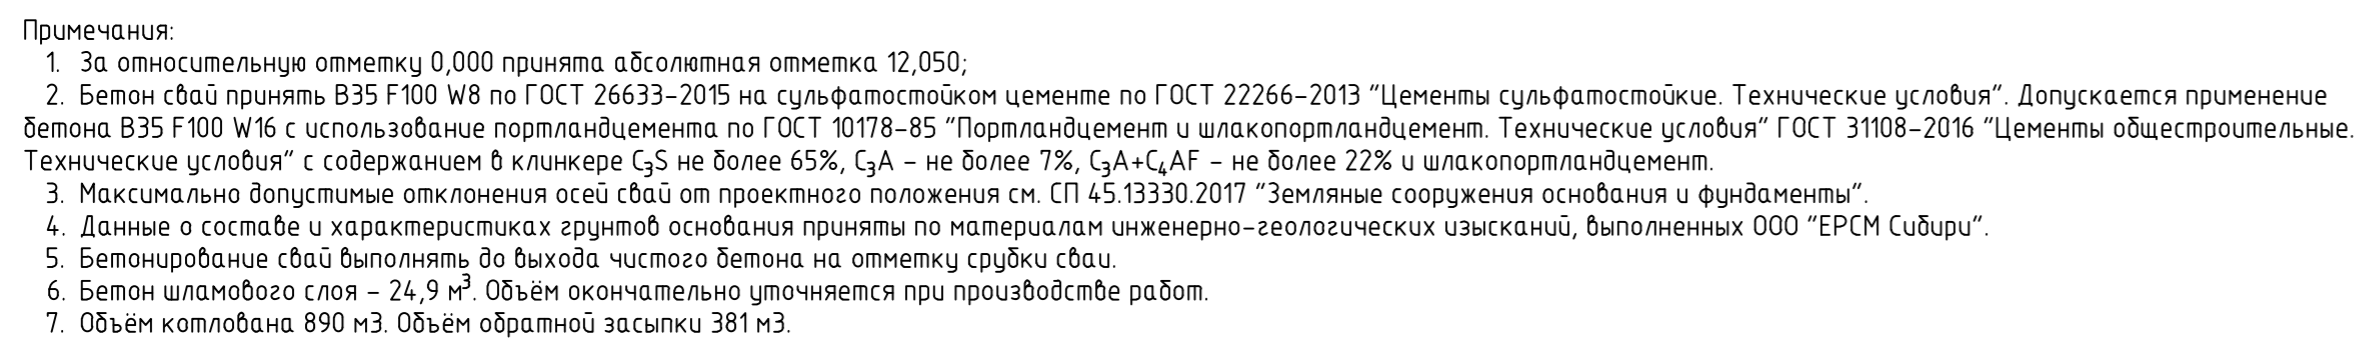 Примечания:
1. За относительную отметку 0,000 принята абсолютная отметка 12,050;
2. Бетон свай принять В35 F100 W8 по ГОСТ 26633-2015 на сульфатостойком цементе по ГОСТ 22266-2013 "Цементы сульфатостойкие. Технические условия". Допускается применение
бетона В35 F100 W16 с использование портландцемента по ГОСТ 10178-85 "Портландцемент и шлакопортландцемент. Технические условия" ГОСТ 31108-2016 "Цементы общестроительные.
Технические условия" с содержанием в клинкере C₃S не более 65%, C₃A - не более 7%, C₃A+C₄AF - не более 22% и шлакопортландцемент.
3. Максимально допустимые отклонения осей свай от проектного положения см. СП 45.13330.2017 "Земляные сооружения основания и фундаменты".
4. Данные о составе и характеристиках грунтов основания приняты по материалам инженерно-геологических изысканий, выполненных ООО "ЕРСМ Сибири".
5. Бетонирование свай выполнять до выхода чистого бетона на отметку срубки сваи.
6. Бетон шламового слоя - 24,9 м³. Объём окончательно уточняется при производстве работ.
7. Объём котлована 890 м3. Объём обратной засыпки 381 м3.